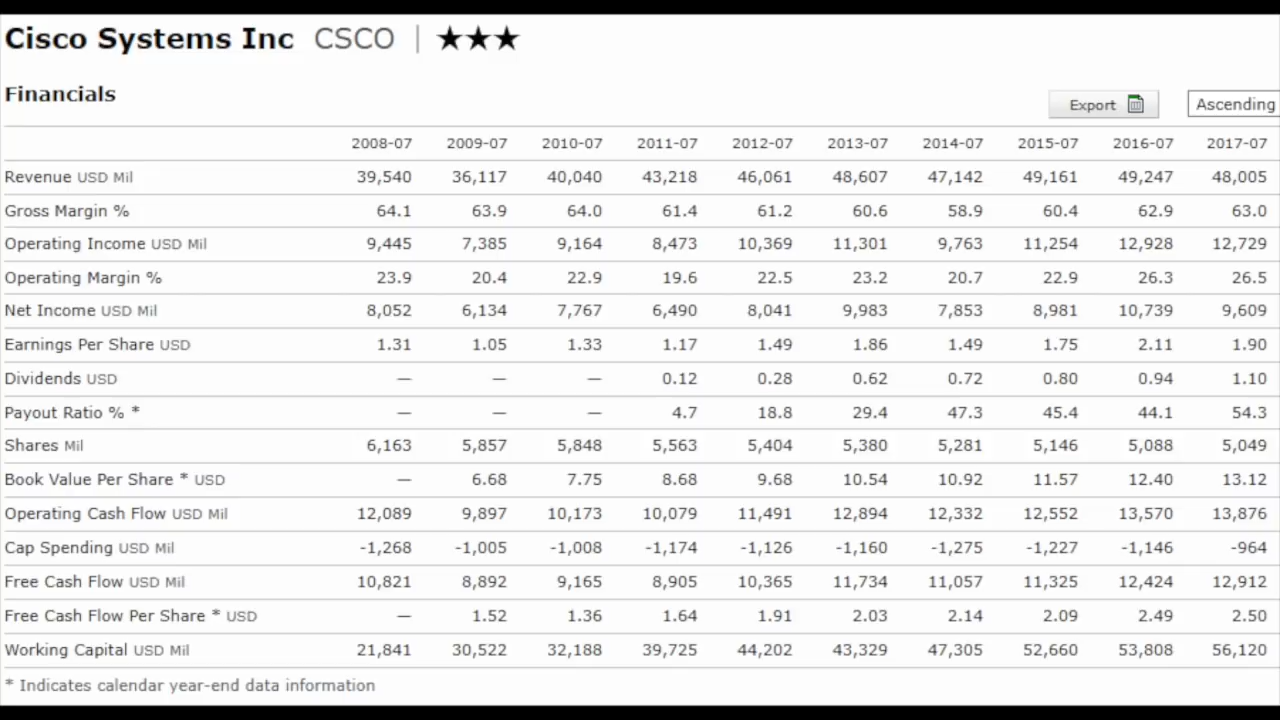 Cisco Systems Inc CSCO | ★★★
Financials
Export Ascending
2008-07 2009-07 2010-07 2011-07 2012-07 2013-07 2014-07 2015-07 2016-07 2017-07
Revenue USD Mil 39,540 36,117 40,040 43,218 46,061 48,607 47,142 49,161 49,247 48,005
Gross Margin % 64.1 63.9 64.0 61.4 61.2 60.6 58.9 60.4 62.9 63.0
Operating Income USD Mil 9,445 7,385 9,164 8,473 10,369 11,301 9,763 11,254 12,928 12,729
Operating Margin % 23.9 20.4 22.9 19.6 22.5 23.2 20.7 22.9 26.3 26.5
Net Income USD Mil 8,052 6,134 7,767 6,490 8,041 9,983 7,853 8,981 10,739 9,609
Earnings Per Share USD 1.31 1.05 1.33 1.17 1.49 1.86 1.49 1.75 2.11 1.90
Dividends USD — — — 0.12 0.28 0.62 0.72 0.80 0.94 1.10
Payout Ratio % * — — — 4.7 18.8 29.4 47.3 45.4 44.1 54.3
Shares Mil 6,163 5,857 5,848 5,563 5,404 5,380 5,281 5,146 5,088 5,049
Book Value Per Share * USD — 6.68 7.75 8.68 9.68 10.54 10.92 11.57 12.40 13.12
Operating Cash Flow USD Mil 12,089 9,897 10,173 10,079 11,491 12,894 12,332 12,552 13,570 13,876
Cap Spending USD Mil -1,268 -1,005 -1,008 -1,174 -1,126 -1,160 -1,275 -1,227 -1,146 -964
Free Cash Flow USD Mil 10,821 8,892 9,165 8,905 10,365 11,734 11,057 11,325 12,424 12,912
Free Cash Flow Per Share * USD — 1.52 1.36 1.64 1.91 2.03 2.14 2.09 2.49 2.50
Working Capital USD Mil 21,841 30,522 32,188 39,725 44,202 43,329 47,305 52,660 53,808 56,120
* Indicates calendar year-end data information